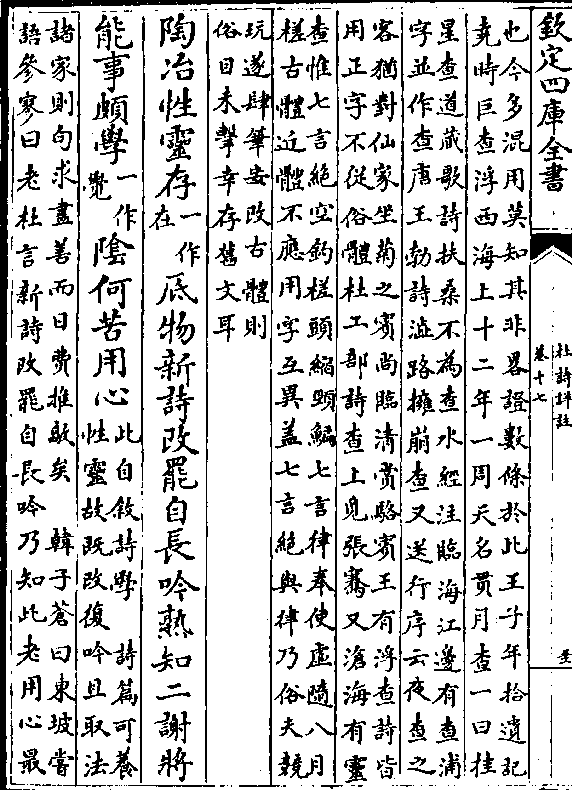 欽定四庫全書
杜詩詳註
卷十七
也今多混用莫知其非畧證數條於此王子年拾遺記
堯時巨查浮西海上十二年一周天名貫月查一曰挂
星查道藏歌詩扶桑不為查水經注臨海江邊有查浦
字並作查唐王勃詩澁路擁崩查又送行序云夜查之
客猶對仙家坐菊之賓尚臨清賞駱賓王有浮查詩皆
用正字不從俗體杜工部詩查上覓張騫又滄海有靈
查惟七言絶空釣槎頭縮頸鯿七言律奉使虛隨八月
槎古體近體不應用字互異蓋七言絶與律乃俗夫競
玩遂肆筆妄改古體則
俗目未擊幸存舊文耳
陶冶性靈存一作在底物新詩改罷自長吟熟知二謝將
能事頗學一作覺陰何苦用心此自敘詩學 詩篇可養
性靈故既改復吟且取法
諸家則句求盡善而日費推敲矣 韓子蒼曰東坡嘗
語參寥曰老杜言新詩改罷自長吟乃知此老用心最